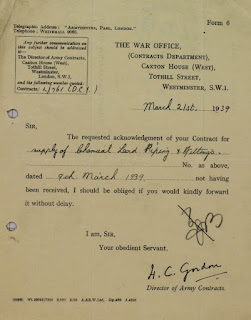 Telegraphic Address: "ARMTRENTUS, PARL, LONDON."
Telephone: WHITEHALL
Form 6
Any further communication on
this subject should be addressed to—
The Director of Army Contracts,
Caxton House (West),
Tothill Street,
Westminster,
London, S.W.1,
and the following number quoted.
Contracts
THE WAR OFFICE,
(CONTRACTS DEPARTMENT),
CAXTON HOUSE (WEST),
TOTHILL STREET,
WESTMINSTER, S.W.1.
March 21st. 1939
SIR,
The requested acknowledgment of your Contract for
supply of Chemical Lead Piping & Fittings.
No. as above,
dated 9th March 1939 not having
been received, I should be obliged if you would kindly forward
it without delay.
I am, SIR,
Your obedient Servant.
H. C. Gordon
Director of Army Contracts.